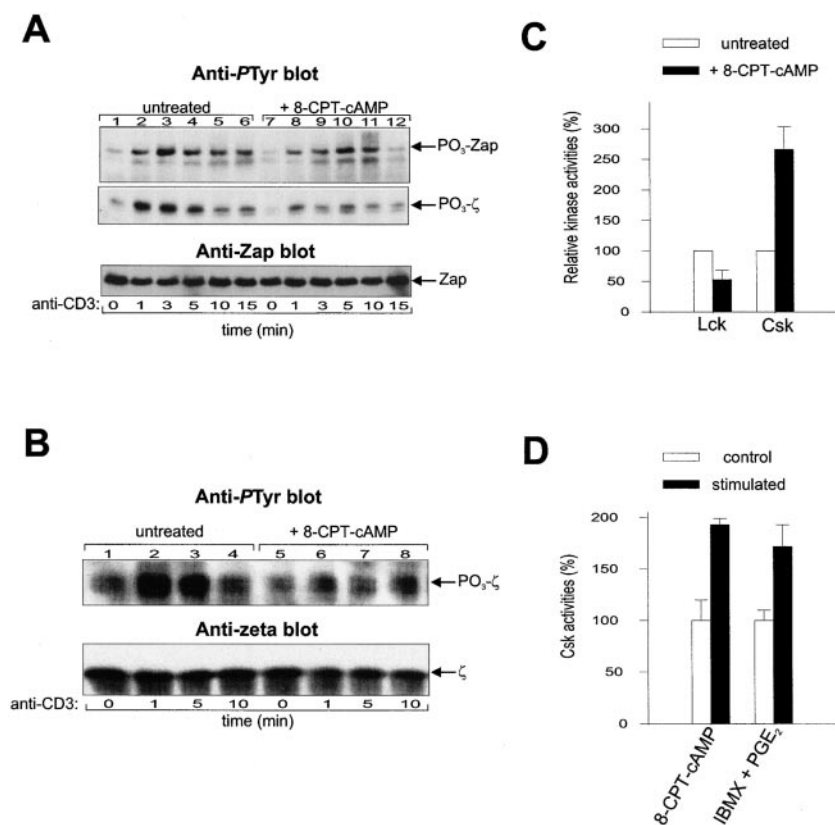 A
Anti-PTyr blot
untreated + 8-CPT-cAMP
1 2 3 4 5 6 7 8 9 10 11 12
PO₃-Zap
PO₃-ζ
Anti-Zap blot
Zap
anti-CD3: 0 1 3 5 10 15 0 1 3 5 10 15
time (min)
B
Anti-PTyr blot
untreated + 8-CPT-cAMP
1 2 3 4 5 6 7 8
PO₃-ζ
Anti-zeta blot
ζ
anti-CD3: 0 1 5 10 0 1 5 10
time (min)
C
untreated
+ 8-CPT-cAMP
Relative kinase activities (%)
300
250
200
150
100
50
0
Lck Csk
D
control
stimulated
Csk activities (%)
200
150
100
50
0
8-CPT-cAMP
IBMX + PGE₂